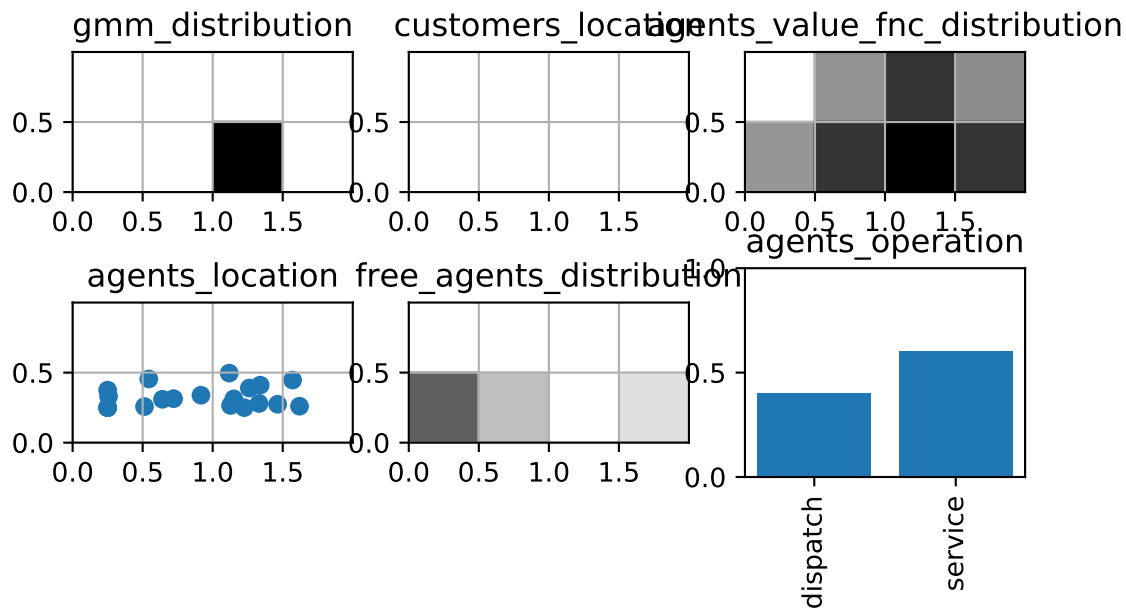 gmm_distribution
customers_location
agents_value_fnc_distribution
0.5
0.0
0.0 0.5 1.0 1.5
0.5
0.0
0.0 0.5 1.0 1.5
0.5
0.0
0.0 0.5 1.0 1.5
agents_location
free_agents_distribution
agents_operation
0.5
0.0
0.0 0.5 1.0 1.5
0.5
0.0
0.0 0.5 1.0 1.5
1.0
0.5
0.0
dispatch
service